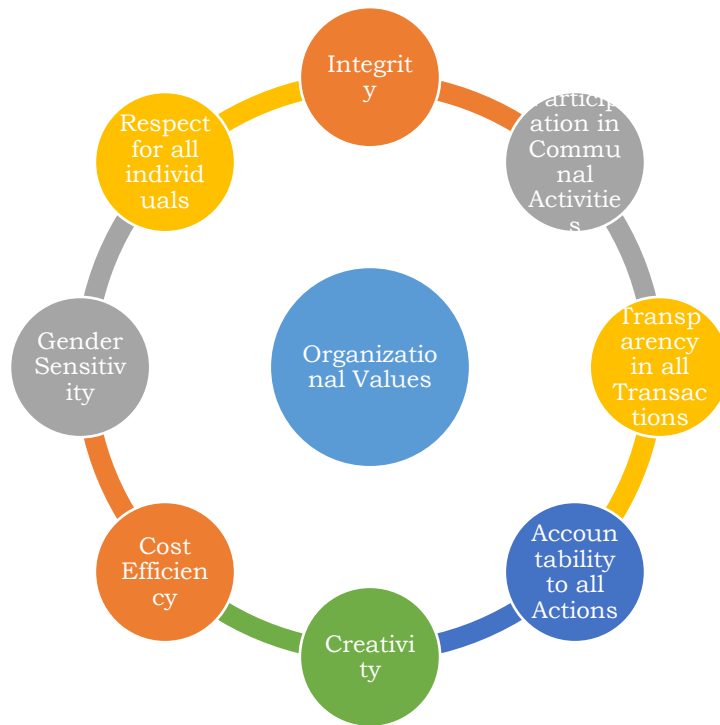 Integrit
y
Particip
ation in
Commu
nal
Activitie
s
Transp
arency
in all
Transac
tions
Accoun
tability
to all
Actions
Creativi
ty
Cost
Efficien
cy
Gender
Sensitiv
ity
Respect
for all
individ
uals
Organizatio
nal Values